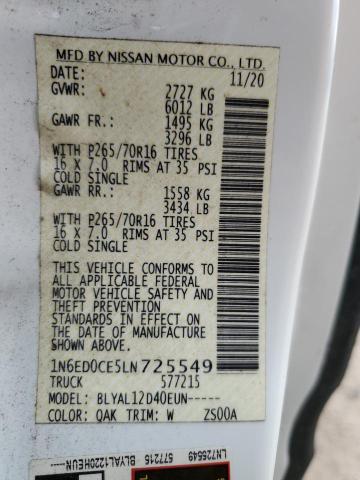 MFD BY NISSAN MOTOR CO., LTD.
DATE: 11/20
GVWR: 2727 KG
6012 LB
GAWR FR.: 1495 KG
3296 LB
WITH P265/70R16 TIRES
16 X 7.0 RIMS AT 35 PSI
COLD SINGLE
GAWR RR.: 1558 KG
3434 LB
WITH P265/70R16 TIRES
16 X 7.0 RIMS AT 35 PSI
COLD SINGLE
THIS VEHICLE CONFORMS TO
ALL APPLICABLE FEDERAL
MOTOR VEHICLE SAFETY AND
THEFT PREVENTION
STANDARDS IN EFFECT ON
THE DATE OF MANUFACTURE
SHOWN ABOVE.
1N6ED0CE5LN725549
TRUCK 577215
MODEL: BLYAL12D40EUN-----
COLOR: QAK TRIM: W ZS00A
LN725549
577215 BLYAL1220HEUN